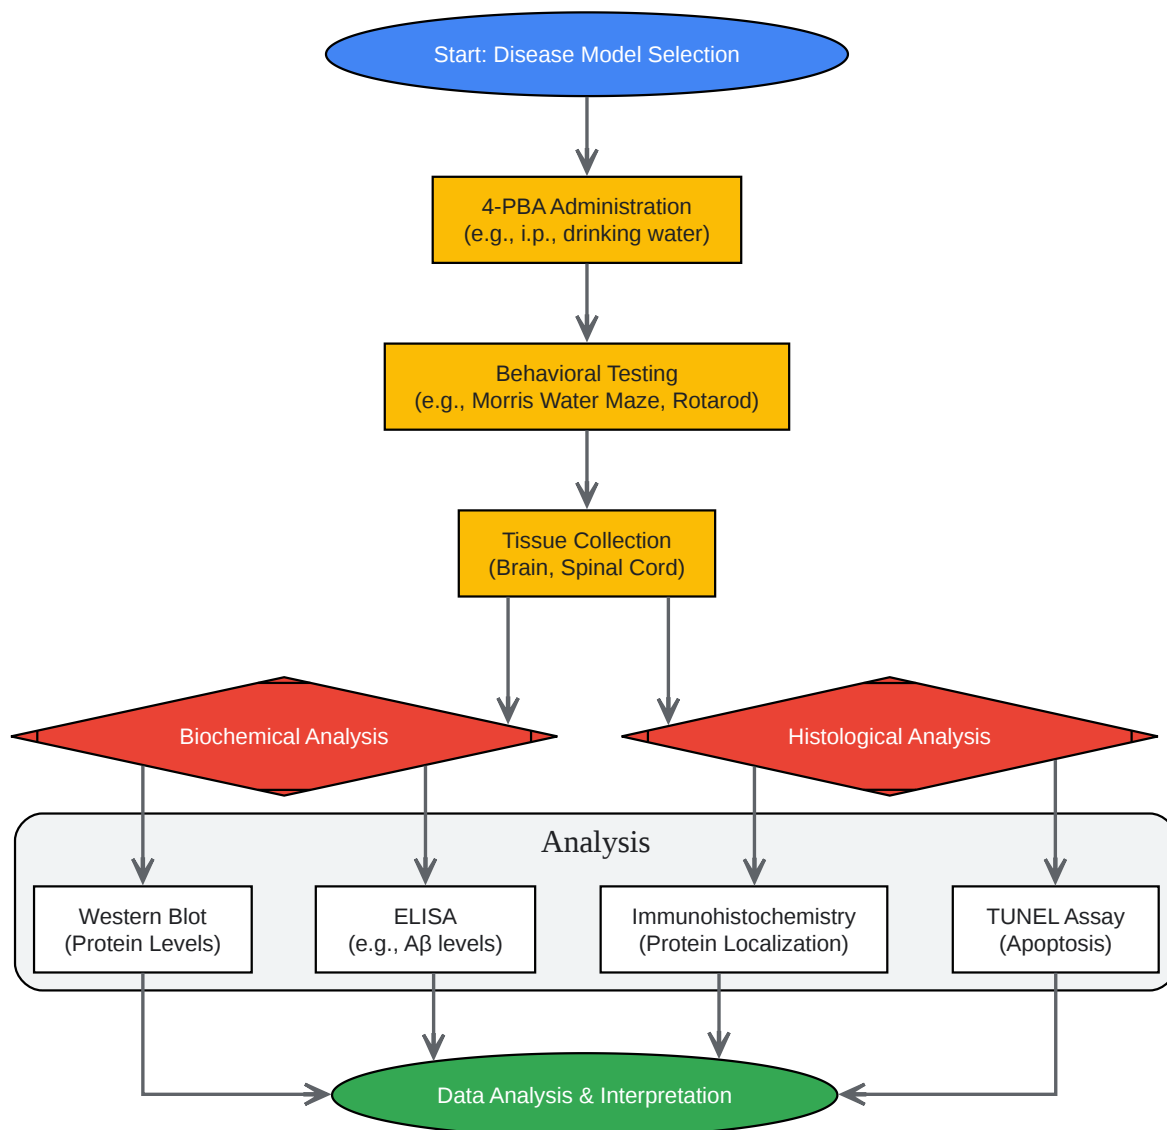 Start: Disease Model Selection
4-PBA Administration
(e.g., i.p., drinking water)
Behavioral Testing
(e.g., Morris Water Maze, Rotarod)
Tissue Collection
(Brain, Spinal Cord)
Biochemical Analysis
Histological Analysis
Analysis
Western Blot
(Protein Levels)
ELISA
(e.g., Aβ levels)
Immunohistochemistry
(Protein Localization)
TUNEL Assay
(Apoptosis)
Data Analysis & Interpretation